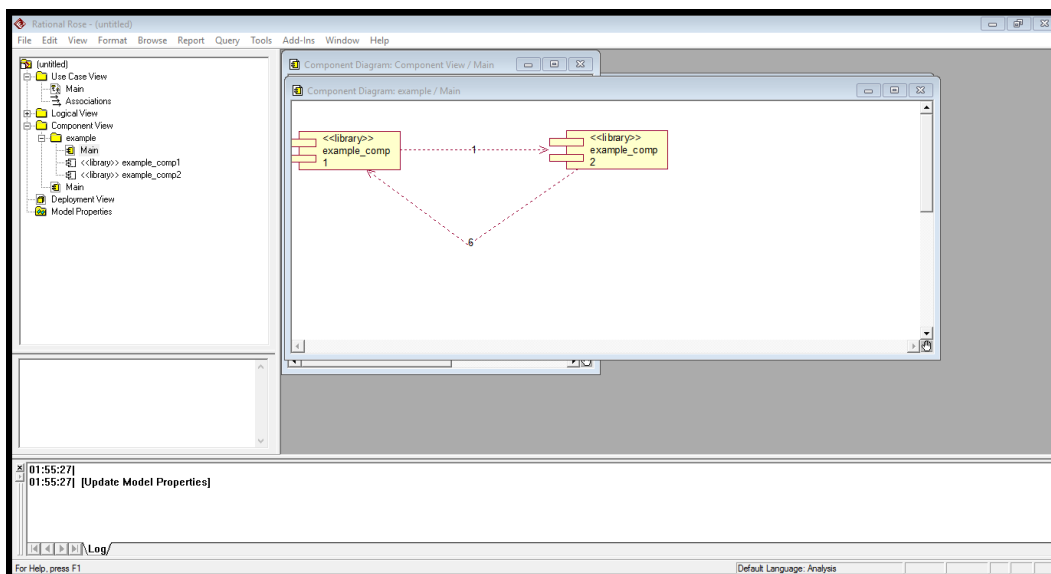 Rational Rose - (untitled)
File Edit View Format Browse Report Query Tools Add-Ins Window Help
(untitled)
Use Case View
Main
Associations
Logical View
Component View
example
Main
<<library>> example_comp1
<<library>> example_comp2
Main
Deployment View
Model Properties
Component Diagram: Component View / Main
Component Diagram: example / Main
<<library>>
example_comp
1
1
<<library>>
example_comp
2
6
01:55:27|
01:55:27| [Update Model Properties]
Log
For Help, press F1
Default Language: Analysis